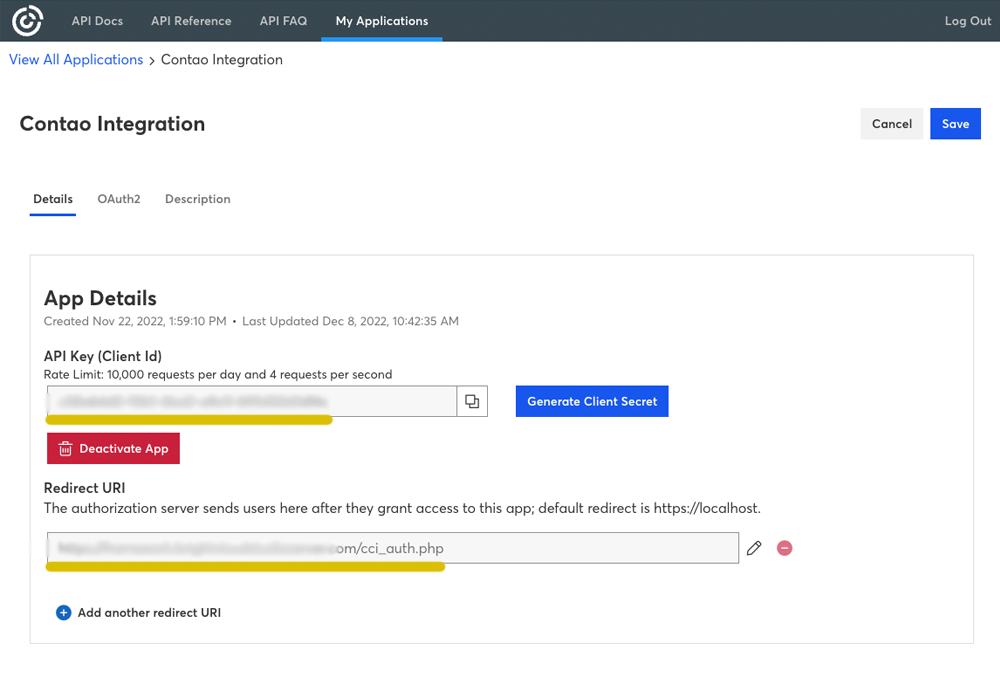 API Docs API Reference API FAQ My Applications Log Out
View All Applications > Contao Integration
Contao Integration
Cancel Save
Details OAuth2 Description
App Details
Created Nov 22, 2022, 1:59:10 PM • Last Updated Dec 8, 2022, 10:42:35 AM
API Key (Client Id)
Rate Limit: 10,000 requests per day and 4 requests per second
Generate Client Secret
Deactivate App
Redirect URI
The authorization server sends users here after they grant access to this app; default redirect is https://localhost.
om/cci_auth.php
Add another redirect URI